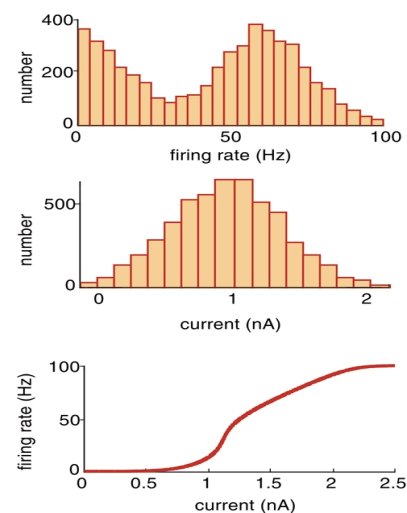 number
400
200
0
0 50 100
firing rate (Hz)
number
500
0
0 1 2
current (nA)
firing rate (Hz)
100
50
0
0 0.5 1 1.5 2 2.5
current (nA)